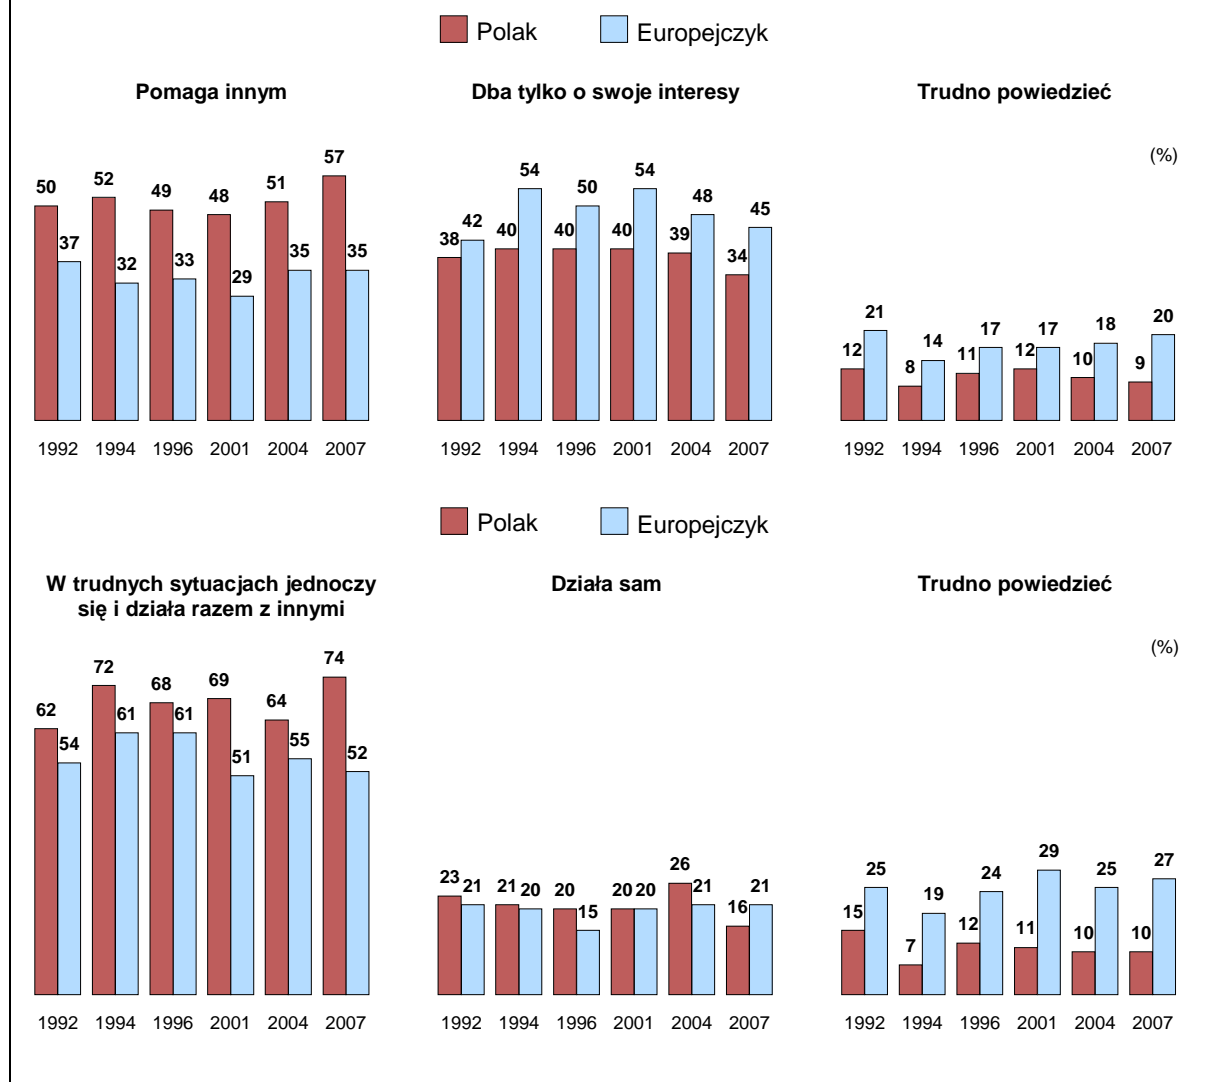 Polak Europejczyk
Pomaga innym Dba tylko o swoje interesy Trudno powiedzieć
(%)
50 37 52 32 49 33 48 29 51 35 57 35
38 42 40 54 40 50 40 54 39 48 34 45
12 21 8 14 11 17 12 17 10 18 9 20
1992 1994 1996 2001 2004 2007 1992 1994 1996 2001 2004 2007 1992 1994 1996 2001 2004 2007
Polak Europejczyk
W trudnych sytuacjach jednoczy
się i działa razem z innymi
Działa sam
Trudno powiedzieć
(%)
62 54 72 61 68 61 69 51 64 55 74 52
23 21 21 20 20 15 20 20 26 21 16 21
15 25 7 19 12 24 11 29 10 25 10 27
1992 1994 1996 2001 2004 2007 1992 1994 1996 2001 2004 2007 1992 1994 1996 2001 2004 2007